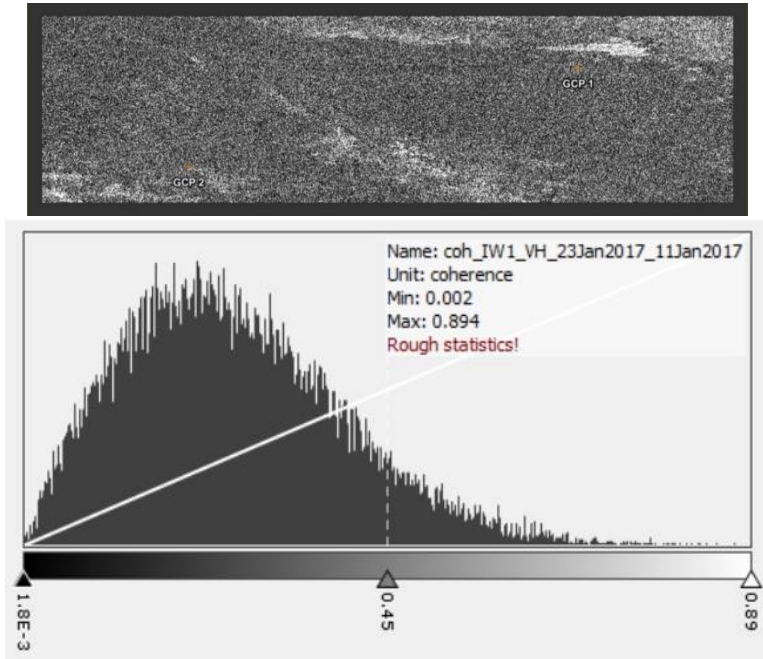 GCP 1
GCP 2
Name: coh_IW1_VH_23Jan2017_11Jan2017
Unit: coherence
Min: 0.002
Max: 0.894
Rough statistics!
1.8E-3
0.45
0.89